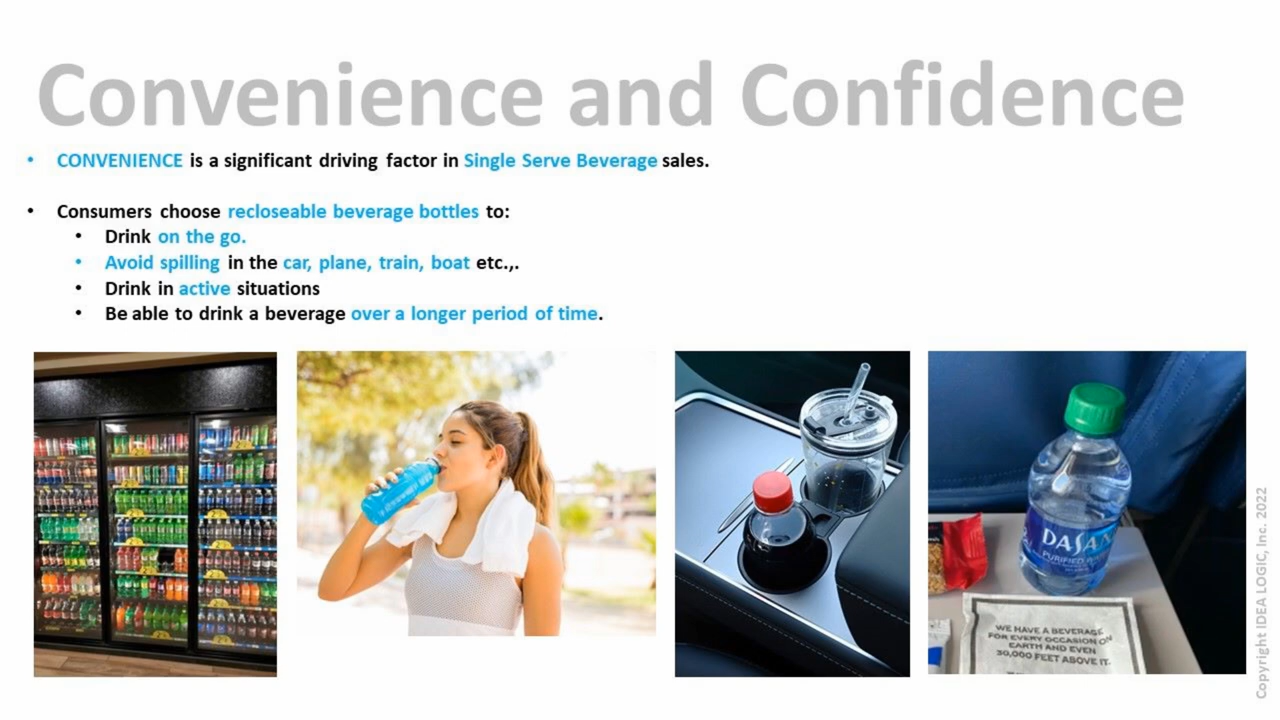 Convenience and Confidence
• CONVENIENCE is a significant driving factor in Single Serve Beverage sales.
• Consumers choose recloseable beverage bottles to:
• Drink on the go.
• Avoid spilling in the car, plane, train, boat etc.,.
• Drink in active situations
• Be able to drink a beverage over a longer period of time.
DASAN
PURIFIED
WE HAVE A BEVERAGE
FOR EVERY OCCASION ON
EARTH AND EVEN
30,000 FEET ABOVE IT.
Copyright IDEA LOGIC, Inc. 2022